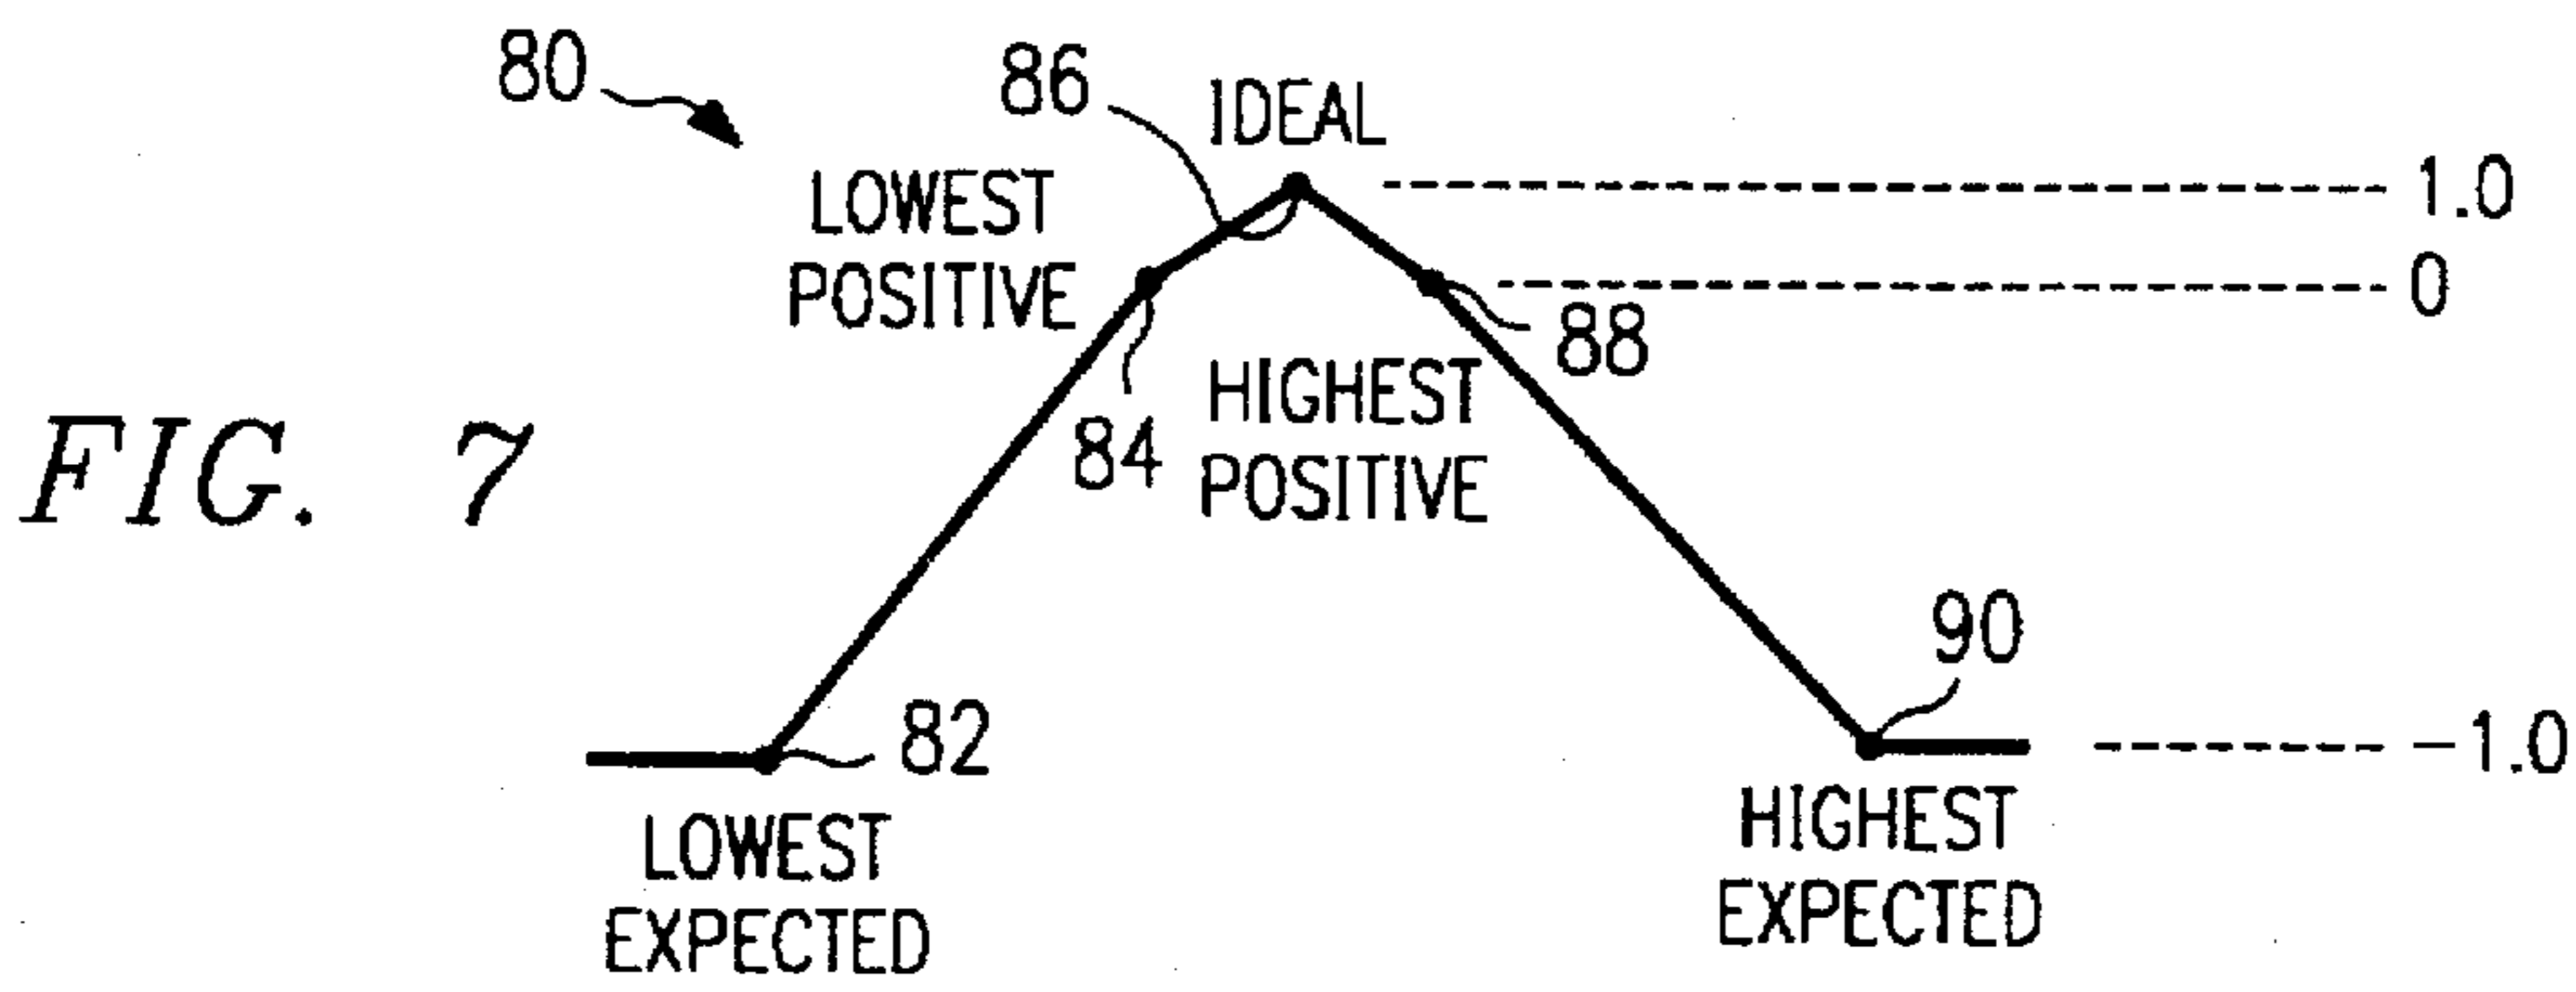 80
86
IDEAL
1.0
LOWEST
POSITIVE
0
88
84
HIGHEST
POSITIVE
FIG. 7
90
82
-1.0
LOWEST
EXPECTED
HIGHEST
EXPECTED